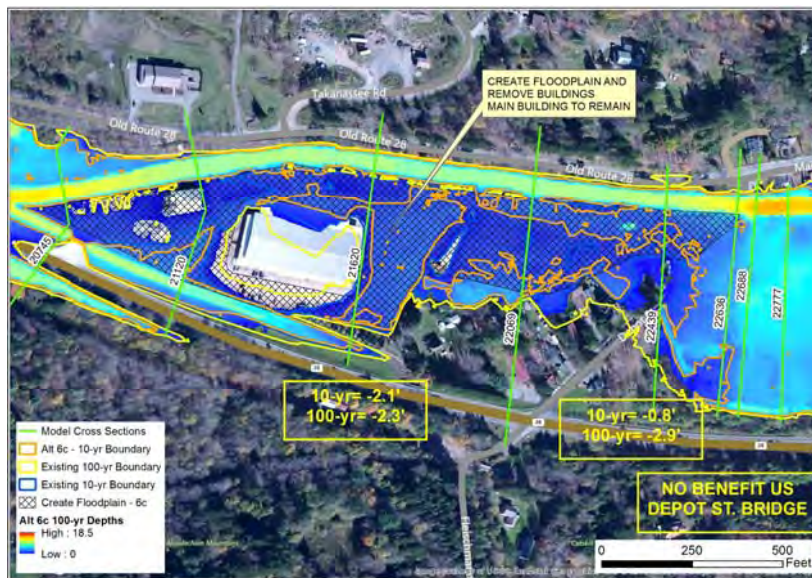 CREATE FLOODPLAIN AND
REMOVE BUILDINGS
MAIN BUILDING TO REMAIN
Takanassee Rd
Old Route 28
Old Route 28
Old Route 28
20745
21120
21620
22069
22439
22636
22688
22777
28
28
28
10-yr= -2.1'
100-yr= -2.3'
10-yr= -0.8'
100-yr= -2.9'
NO BENEFIT US
DEPOT ST. BRIDGE
Model Cross Sections
Alt 6c - 10-yr Boundary
Existing 100-yr Boundary
Existing 10-yr Boundary
Create Floodplain - 6c
Alt 6c 100-yr Depths
High : 18.5
Low : 0
0 250 500
Feet